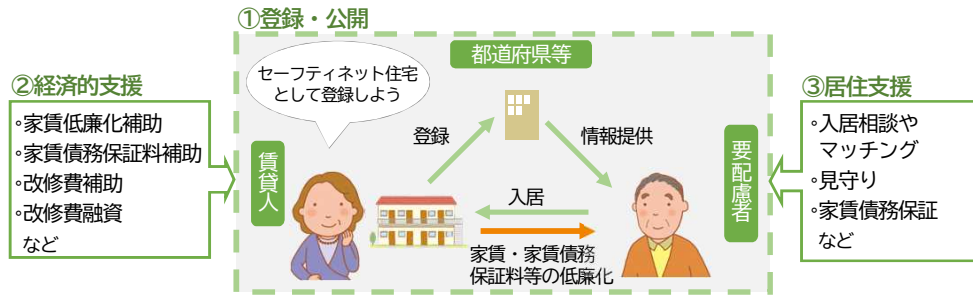 ①登録・公開
都道府県等
②経済的支援
◦家賃低廉化補助
◦家賃債務保証料補助
◦改修費補助
◦改修費融資
など
セーフティネット住宅
として登録しよう
賃貸人
登録
情報提供
入居
家賃・家賃債務
保証料等の低廉化
要配慮者
③居住支援
◦入居相談や
マッチング
◦見守り
◦家賃債務保証
など